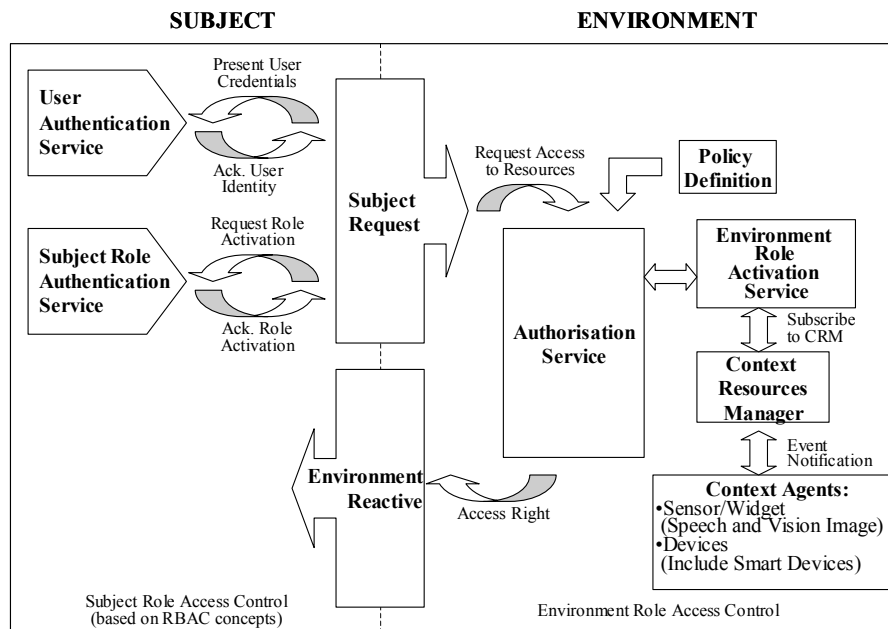 SUBJECT
ENVIRONMENT
Present User
Credentials
User
Authentication
Service
Ack. User
Identity
Request Role
Activation
Subject Role
Authentication
Service
Ack. Role
Activation
Subject
Request
Request Access
to Resources
Policy
Definition
Environment
Role
Activation
Service
Authorisation
Service
Subscribe
to CRM
Context
Resources
Manager
Event
Notification
Environment
Reactive
Access Right
Context Agents:
•Sensor/Widget
(Speech and Vision Image)
•Devices
(Include Smart Devices)
Subject Role Access Control
(based on RBAC concepts)
Environment Role Access Control